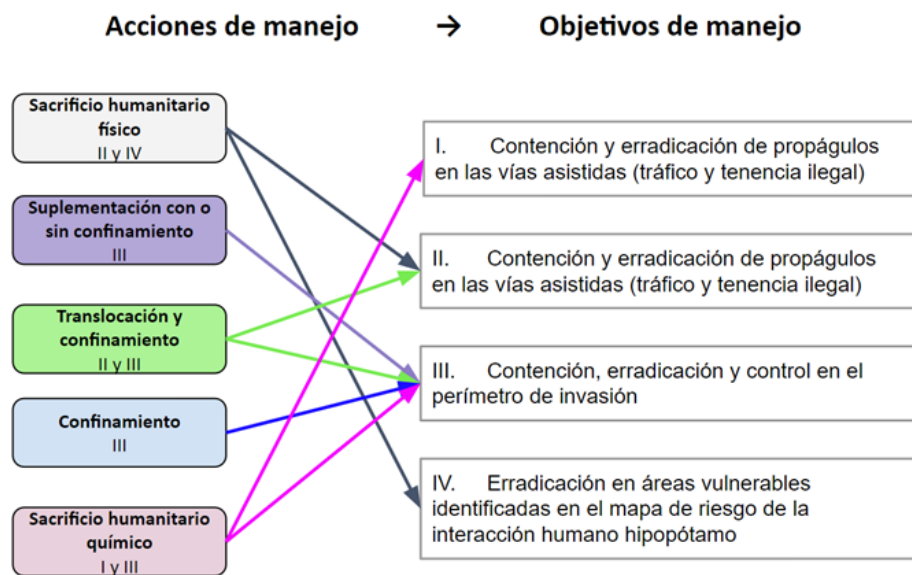 Acciones de manejo → Objetivos de manejo
Sacrificio humanitario
físico
II y IV
Suplementación con o
sin confinamiento
III
Translocación y
confinamiento
II y III
Confinamiento
III
Sacrificio humanitario
químico
I y III
I. Contención y erradicación de propágulos
en las vías asistidas (tráfico y tenencia ilegal)
II. Contención y erradicación de propágulos
en las vías asistidas (tráfico y tenencia ilegal)
III. Contención, erradicación y control en el
perímetro de invasión
IV. Erradicación en áreas vulnerables
identificadas en el mapa de riesgo de la
interacción humano hipopótamo